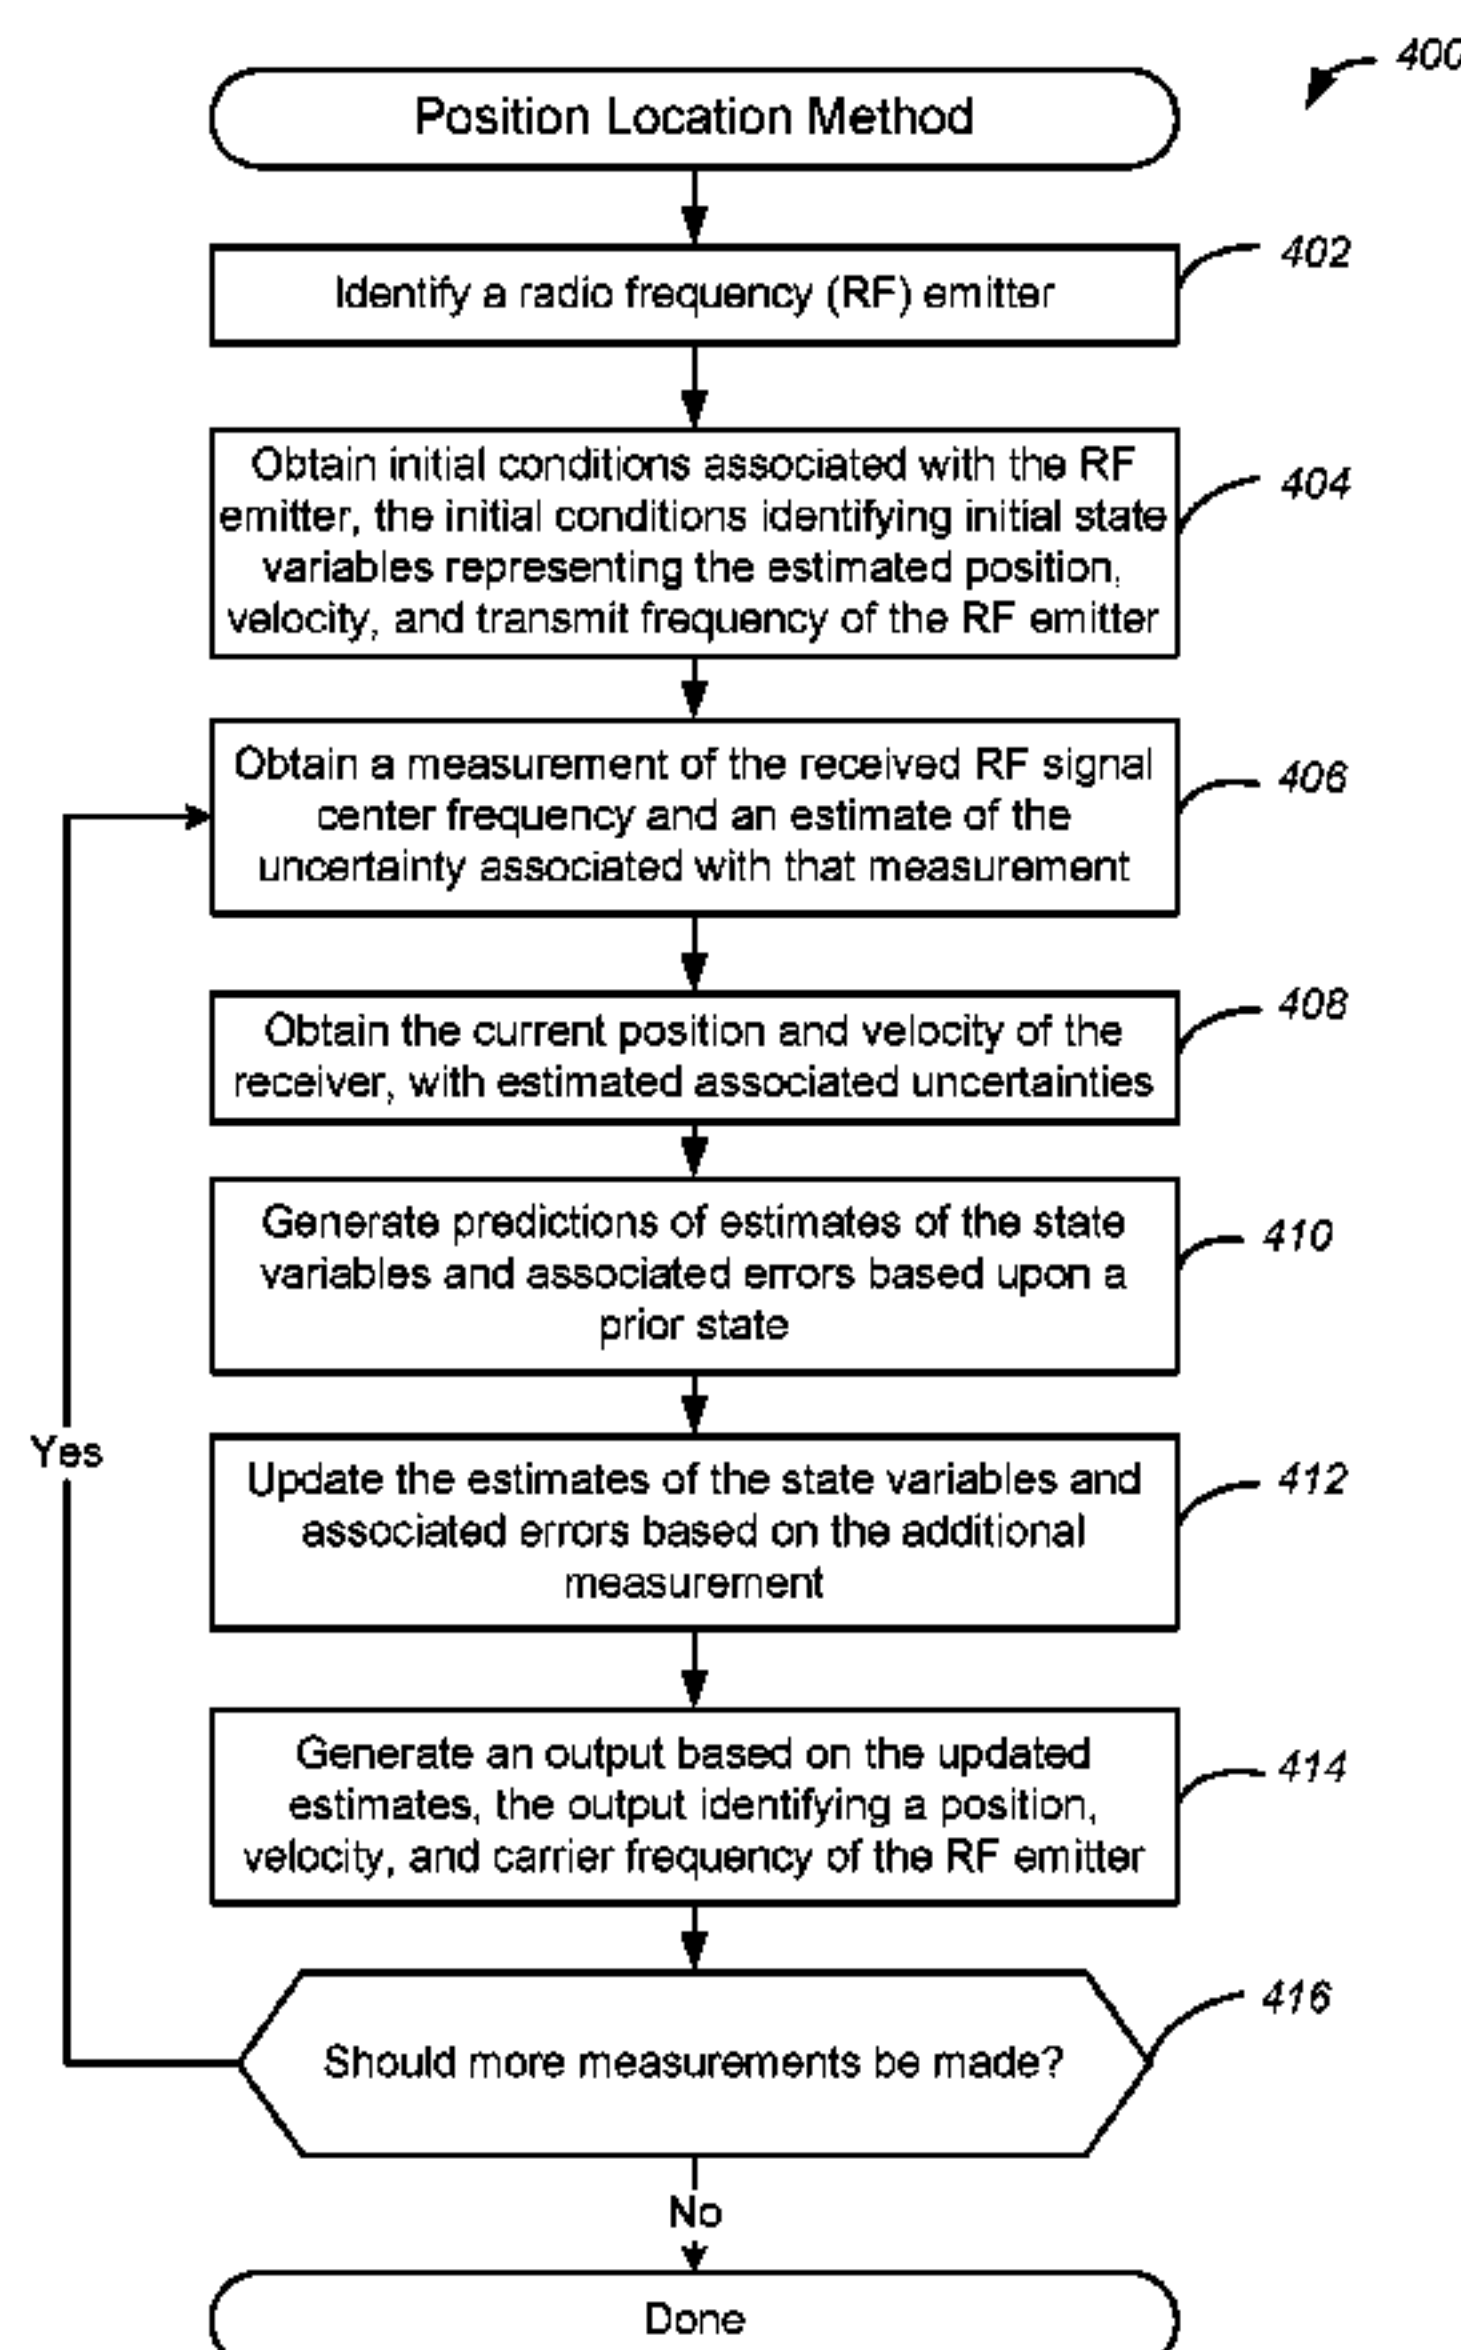 400
Position Location Method
402
Identify a radio frequency (RF) emitter
404
Obtain initial conditions associated with the RF
emitter, the initial conditions identifying initial state
variables representing the estimated position,
velocity, and transmit frequency of the RF emitter
406
Obtain a measurement of the received RF signal
center frequency and an estimate of the
uncertainty associated with that measurement
408
Obtain the current position and velocity of the
receiver, with estimated associated uncertainties
410
Generate predictions of estimates of the state
variables and associated errors based upon a
prior state
Yes
412
Update the estimates of the state variables and
associated errors based on the additional
measurement
414
Generate an output based on the updated
estimates, the output identifying a position,
velocity, and carrier frequency of the RF emitter
416
Should more measurements be made?
No
Done